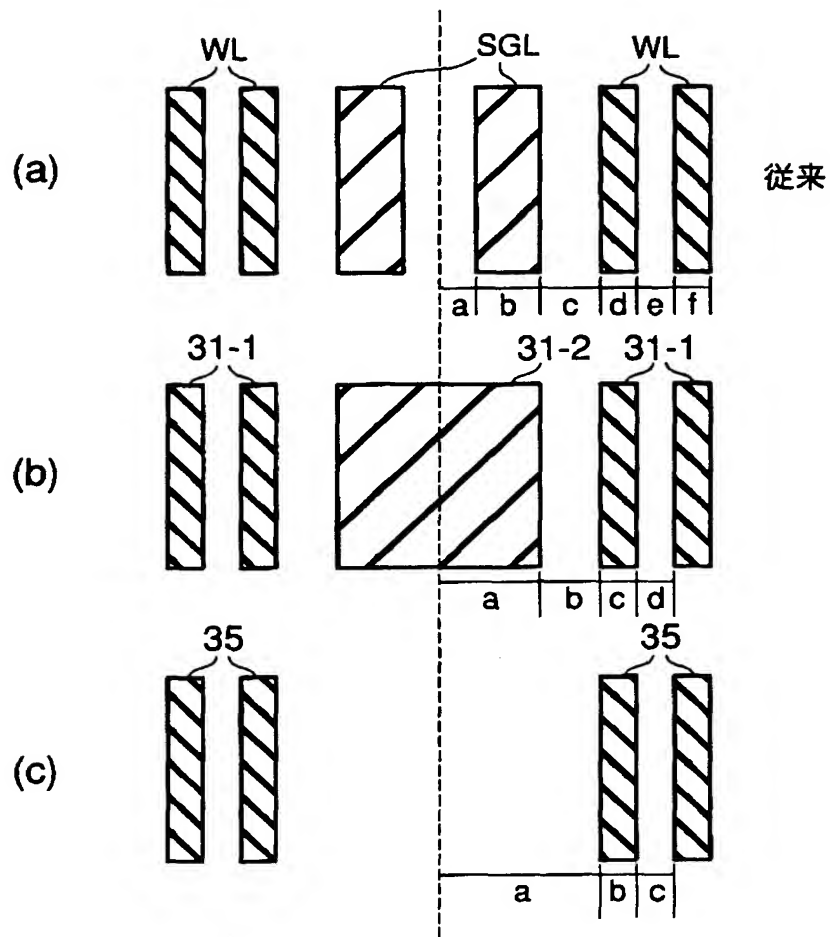 WL SGL WL
(a) 従来
a b c d e f
31-1 31-2 31-1
(b)
a b c d
35 35
(c)
a b c